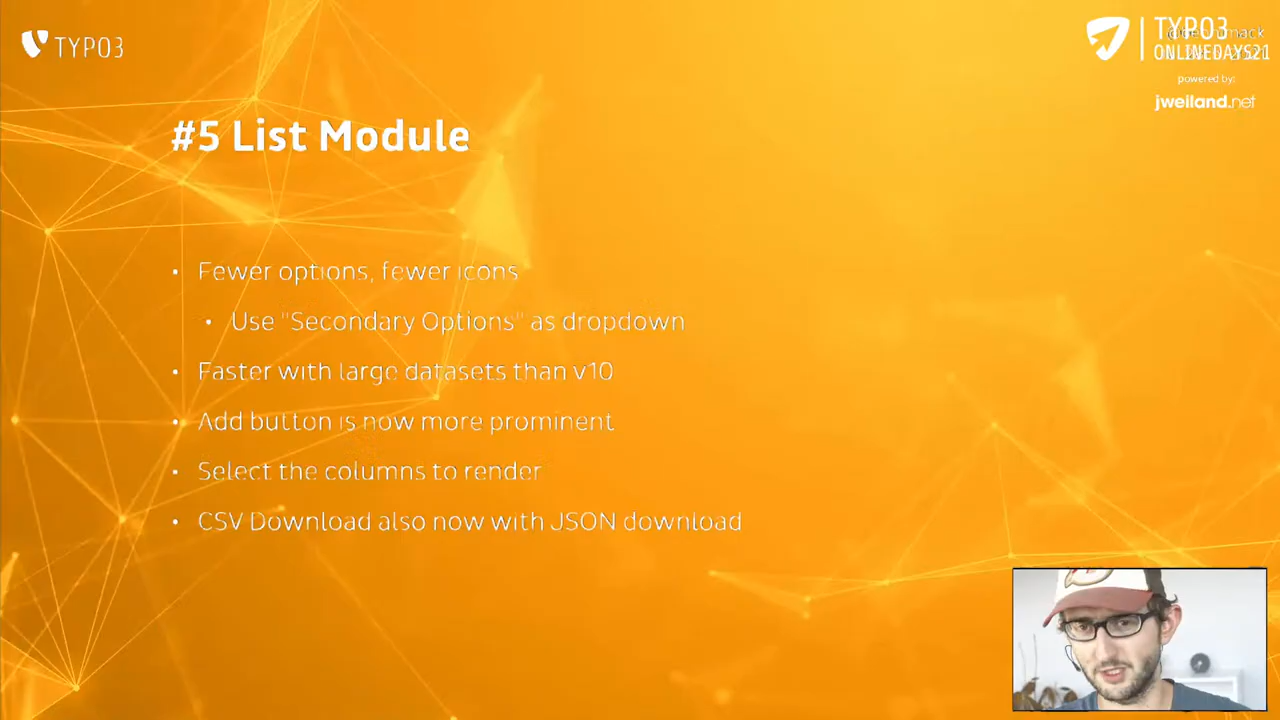 TYPO3
TYPO3
ONLINEDAYS21
powered by:
jweiland.net
#5 List Module
• Fewer options, fewer icons
• Use "Secondary Options" as dropdown
• Faster with large datasets than v10
• Add button is now more prominent
• Select the columns to render
• CSV Download also now with JSON download